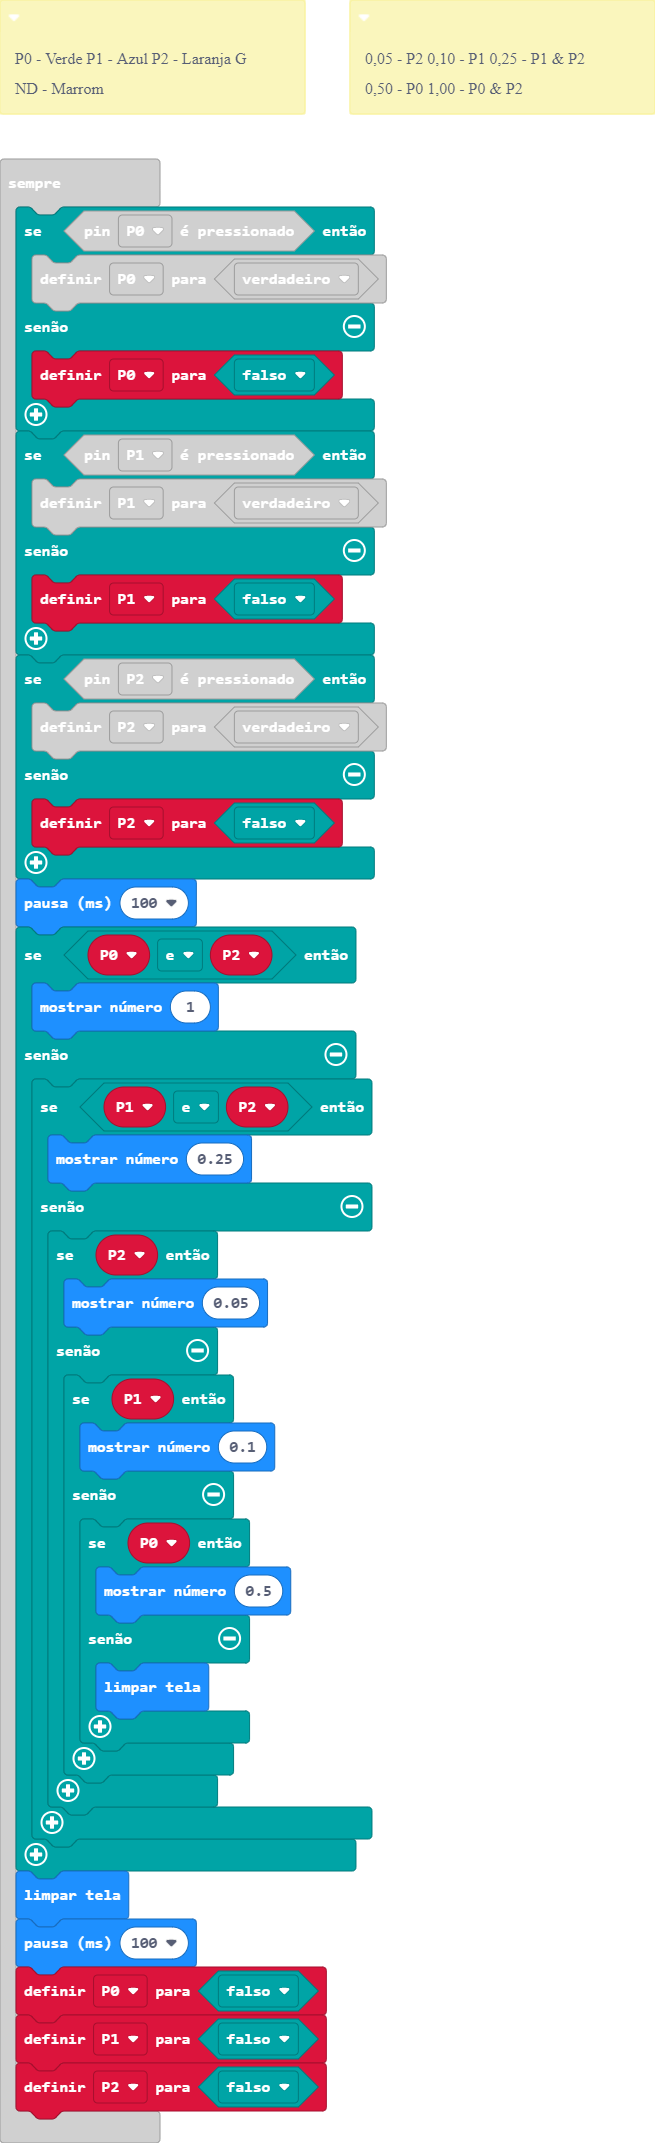 P0 - Verde P1 - Azul P2 - Laranja G
ND - Marrom
0,05 - P2 0,10 - P1 0,25 - P1 & P2
0,50 - P0 1,00 - P0 & P2
sempre
se pin P0 é pressionado então
definir P0 para verdadeiro
senão
definir P0 para falso
se pin P1 é pressionado então
definir P1 para verdadeiro
senão
definir P1 para falso
se pin P2 é pressionado então
definir P2 para verdadeiro
senão
definir P2 para falso
pausa (ms) 100
se P0 e P2 então
mostrar número 1
senão
se P1 e P2 então
mostrar número 0.25
senão
se P2 então
mostrar número 0.05
senão
se P1 então
mostrar número 0.1
senão
se P0 então
mostrar número 0.5
senão
limpar tela
limpar tela
pausa (ms) 100
definir P0 para falso
definir P1 para falso
definir P2 para falso